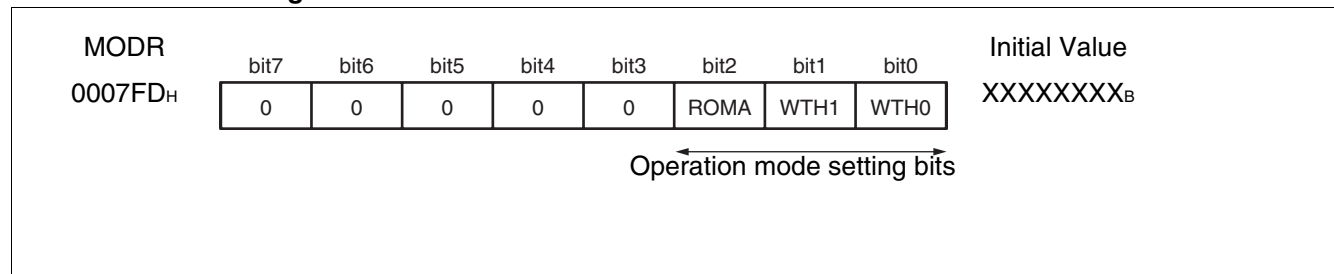 MODR
0007FDH
bit7 bit6 bit5 bit4 bit3 bit2 bit1 bit0
0 0 0 0 0 ROMA WTH1 WTH0
Initial Value
XXXXXXXXB
Operation mode setting bits